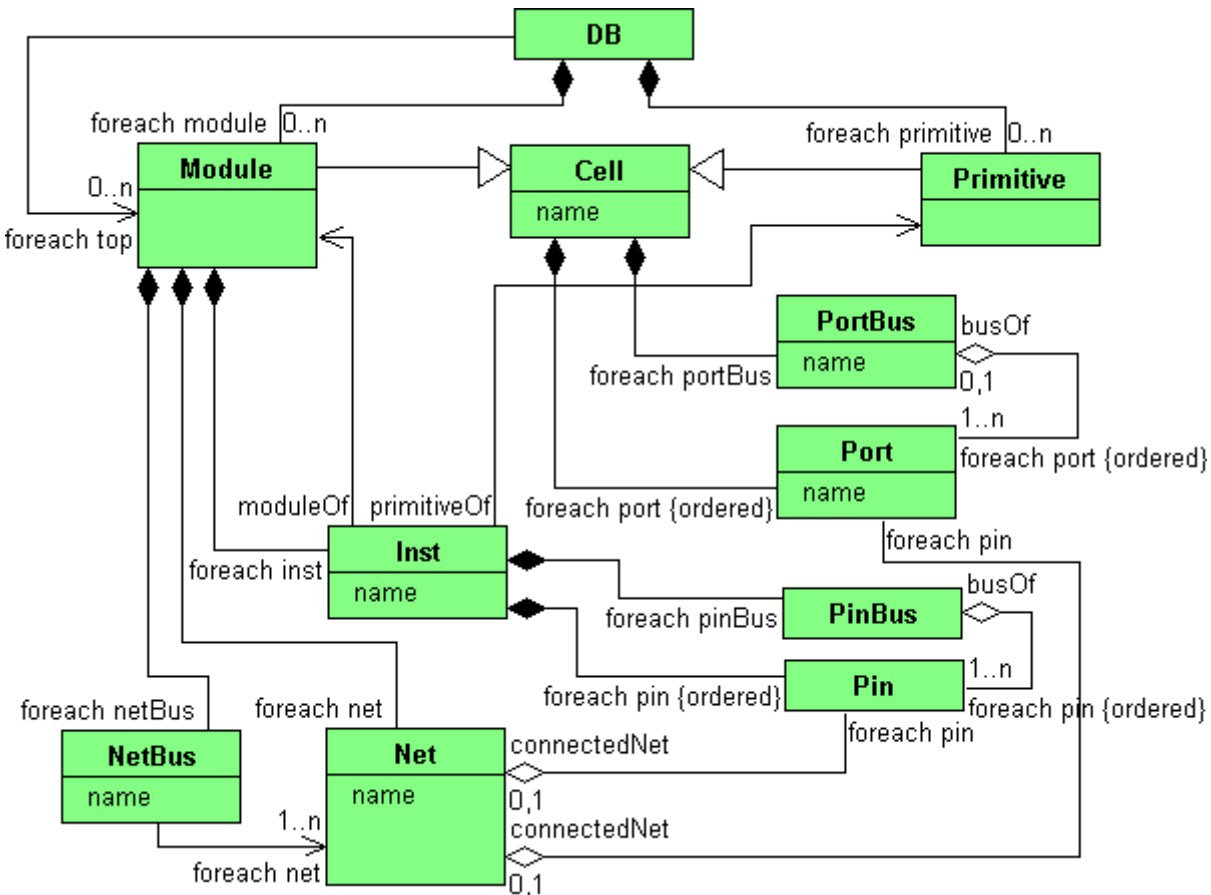 DB
foreach module 0..n
foreach primitive 0..n
Module
Cell
Primitive
name
0..n
foreach top
PortBus
name
busOf
0,1
foreach portBus
1..n
Port
name
foreach port {ordered}
foreach port {ordered}
moduleOf primitiveOf
foreach pin
Inst
name
foreach inst
busOf
PinBus
foreach pinBus
1..n
Pin
foreach pin {ordered}
foreach pin {ordered}
foreach netBus
foreach net
foreach pin
NetBus
name
Net
name
connectedNet
0,1
1..n
connectedNet
foreach net
0,1